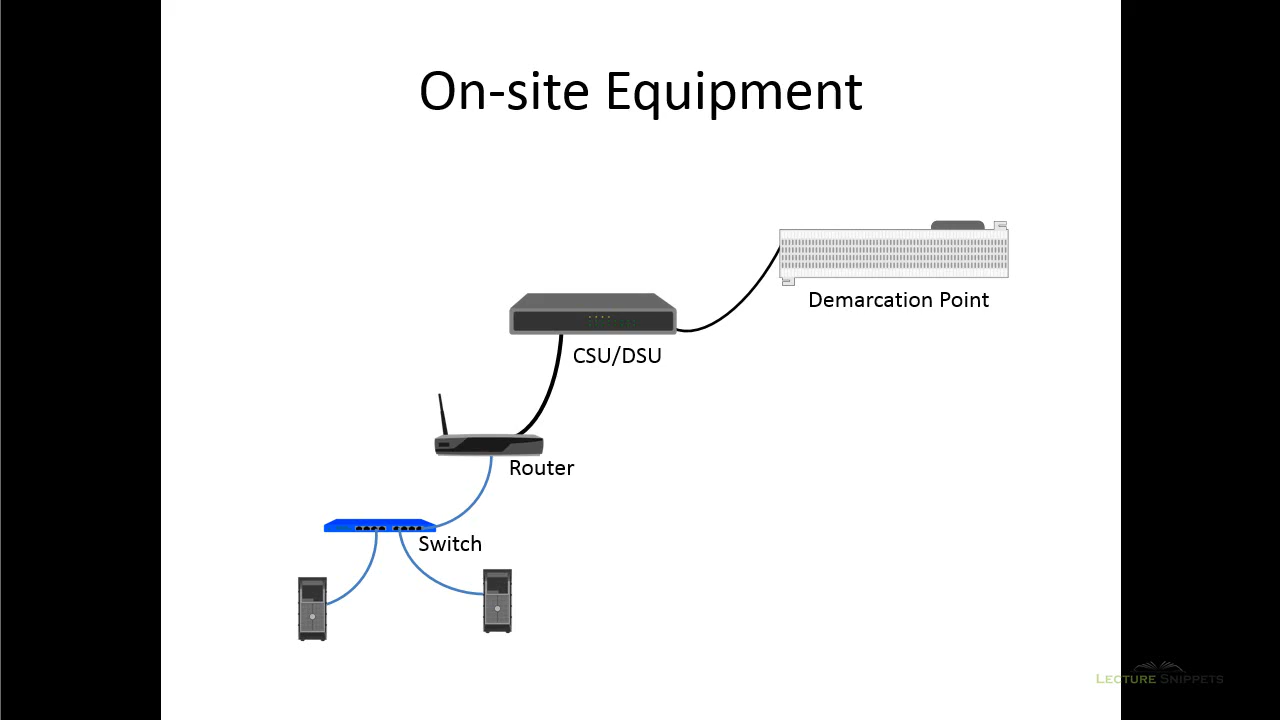 On-site Equipment
Demarcation Point
CSU/DSU
Router
Switch
Lecture Snippets